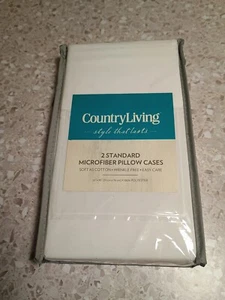 CountryLiving
style that lasts
2 STANDARD
MICROFIBER PILLOW CASES
SOFT AS COTTON • WRINKLE FREE • EASY CARE